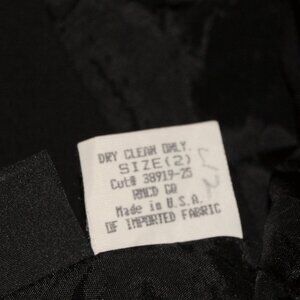 DRY CLEAN ONLY.
SIZE(2)
Cut# 38919-25
Made in U.S.A.
OF IMPORTED FABRIC